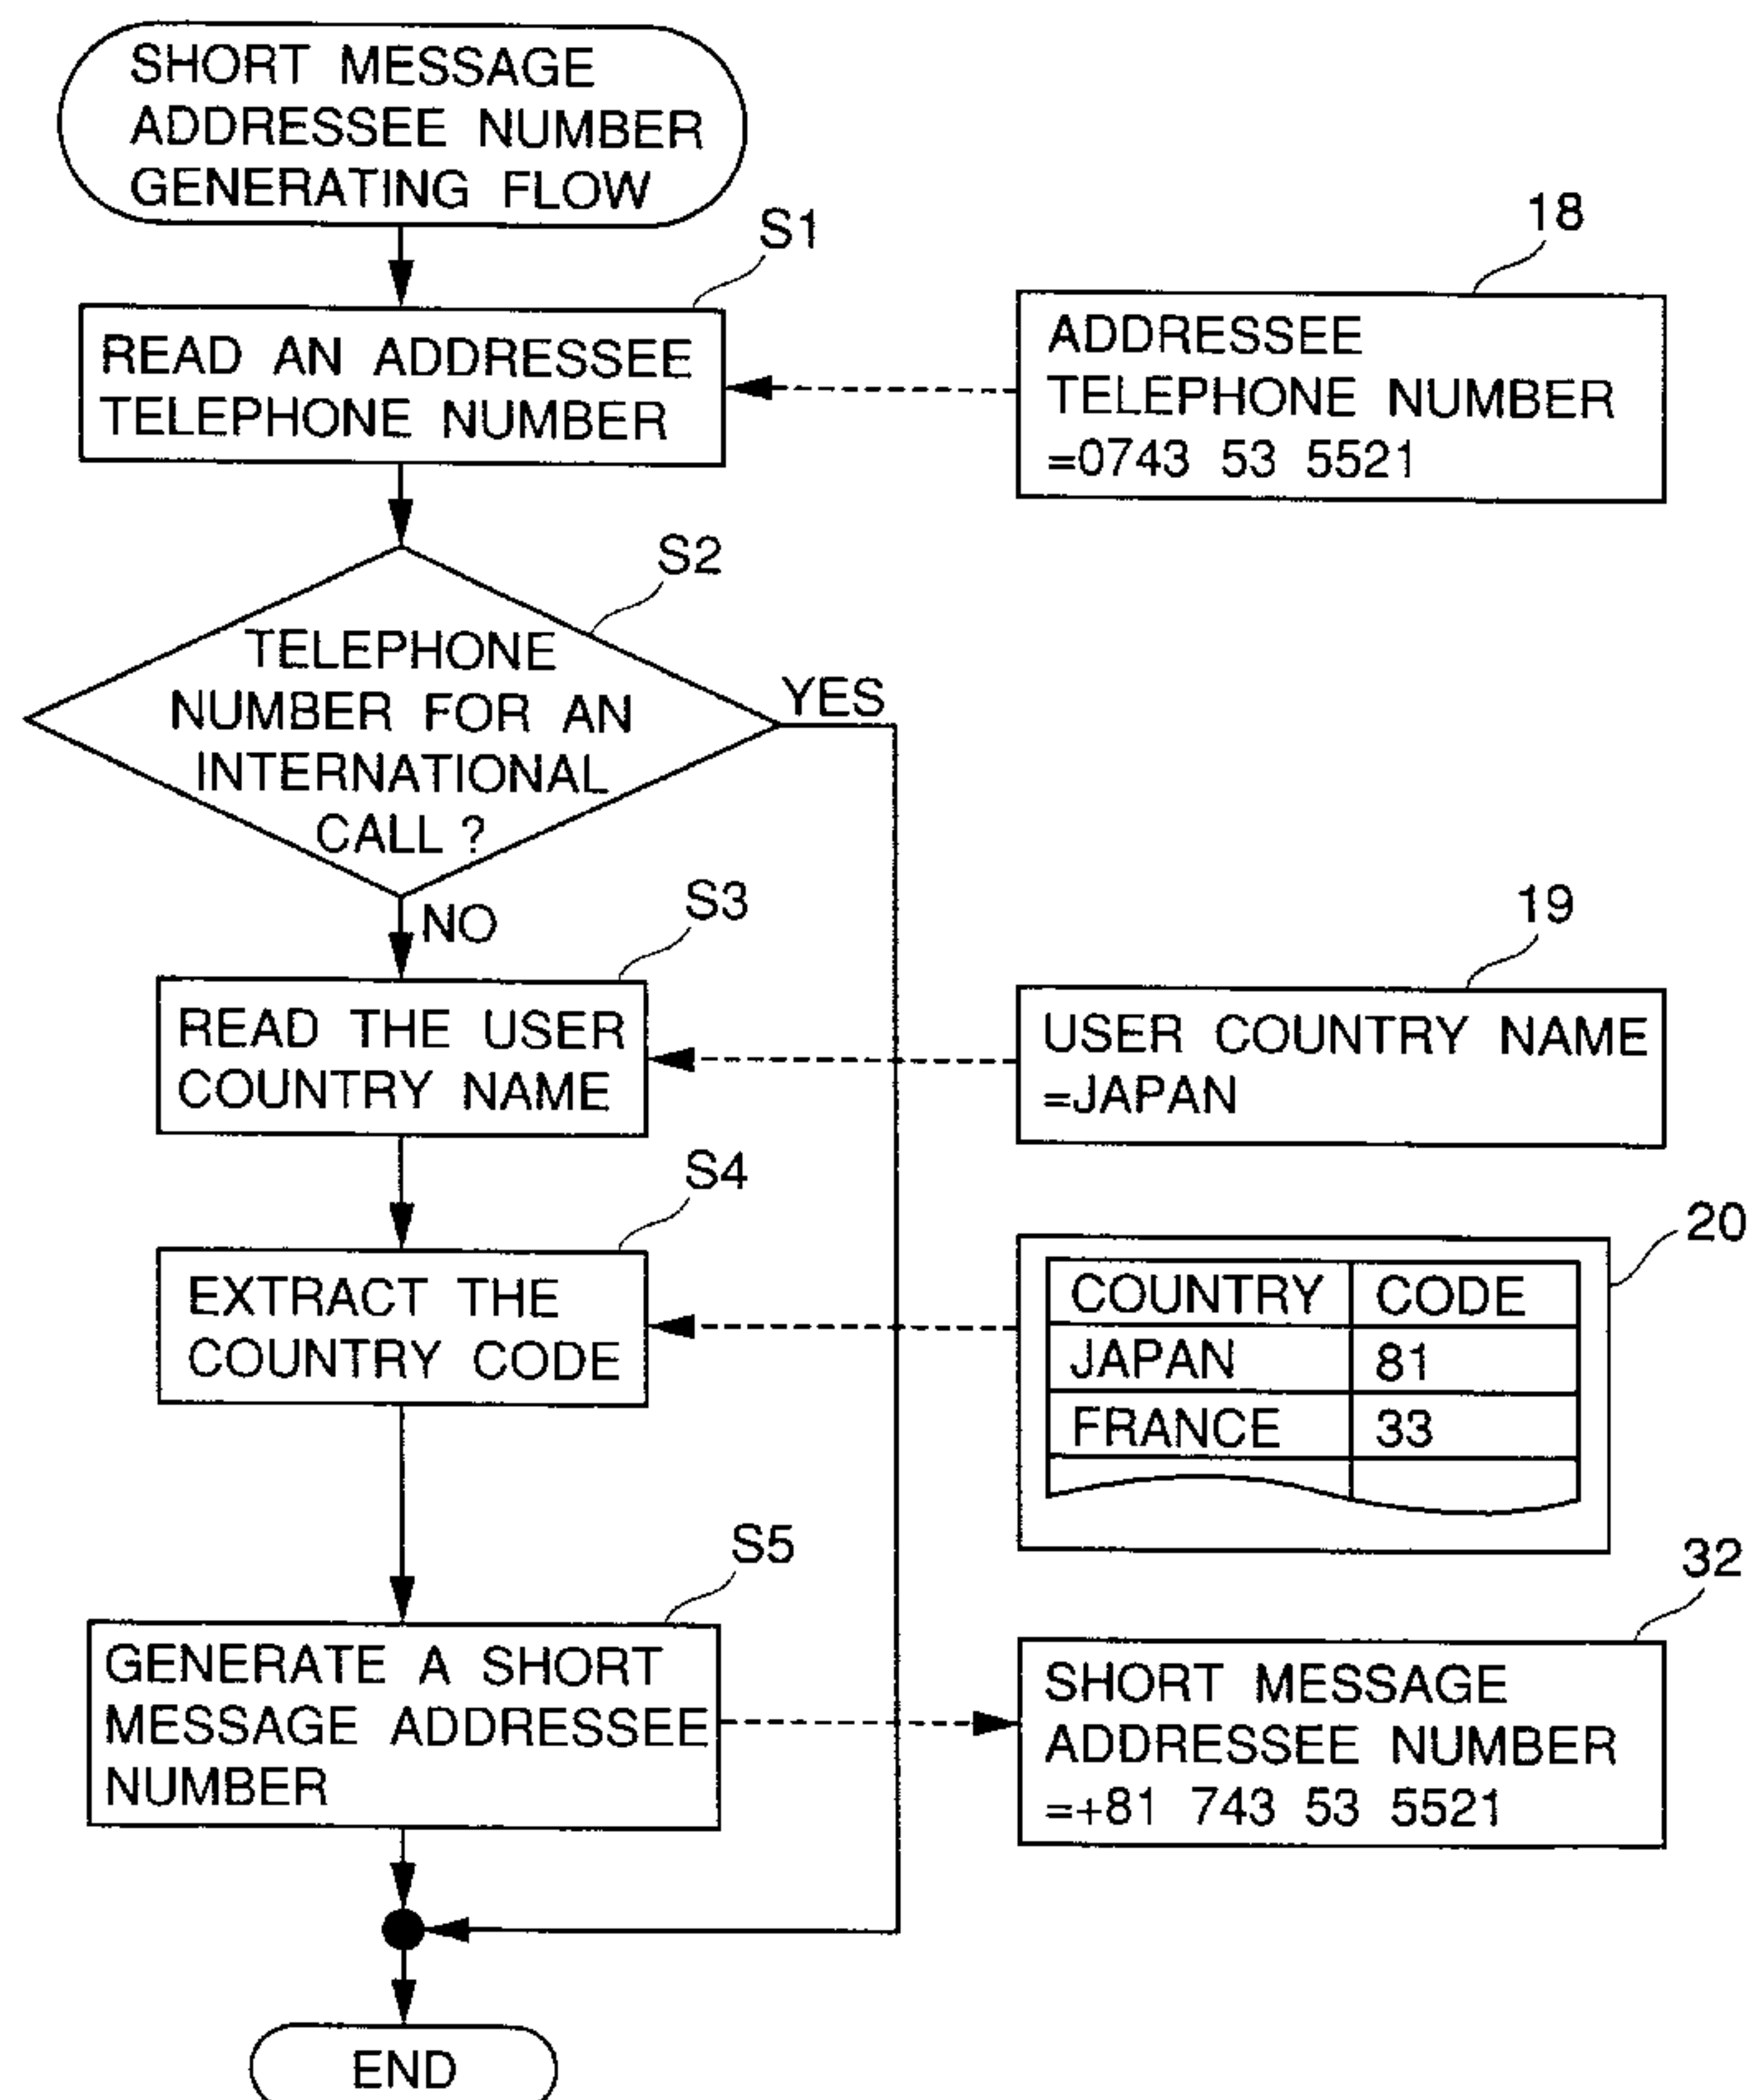 SHORT MESSAGE
ADDRESSEE NUMBER
GENERATING FLOW
S1
READ AN ADDRESSEE
TELEPHONE NUMBER
18
ADDRESSEE
TELEPHONE NUMBER
=0743 53 5521
S2
TELEPHONE
NUMBER FOR AN
INTERNATIONAL
CALL ?
YES
NO
S3
READ THE USER
COUNTRY NAME
19
USER COUNTRY NAME
=JAPAN
S4
EXTRACT THE
COUNTRY CODE
20
COUNTRY CODE
JAPAN 81
FRANCE 33
S5
GENERATE A SHORT
MESSAGE ADDRESSEE
NUMBER
32
SHORT MESSAGE
ADDRESSEE NUMBER
=+81 743 53 5521
END